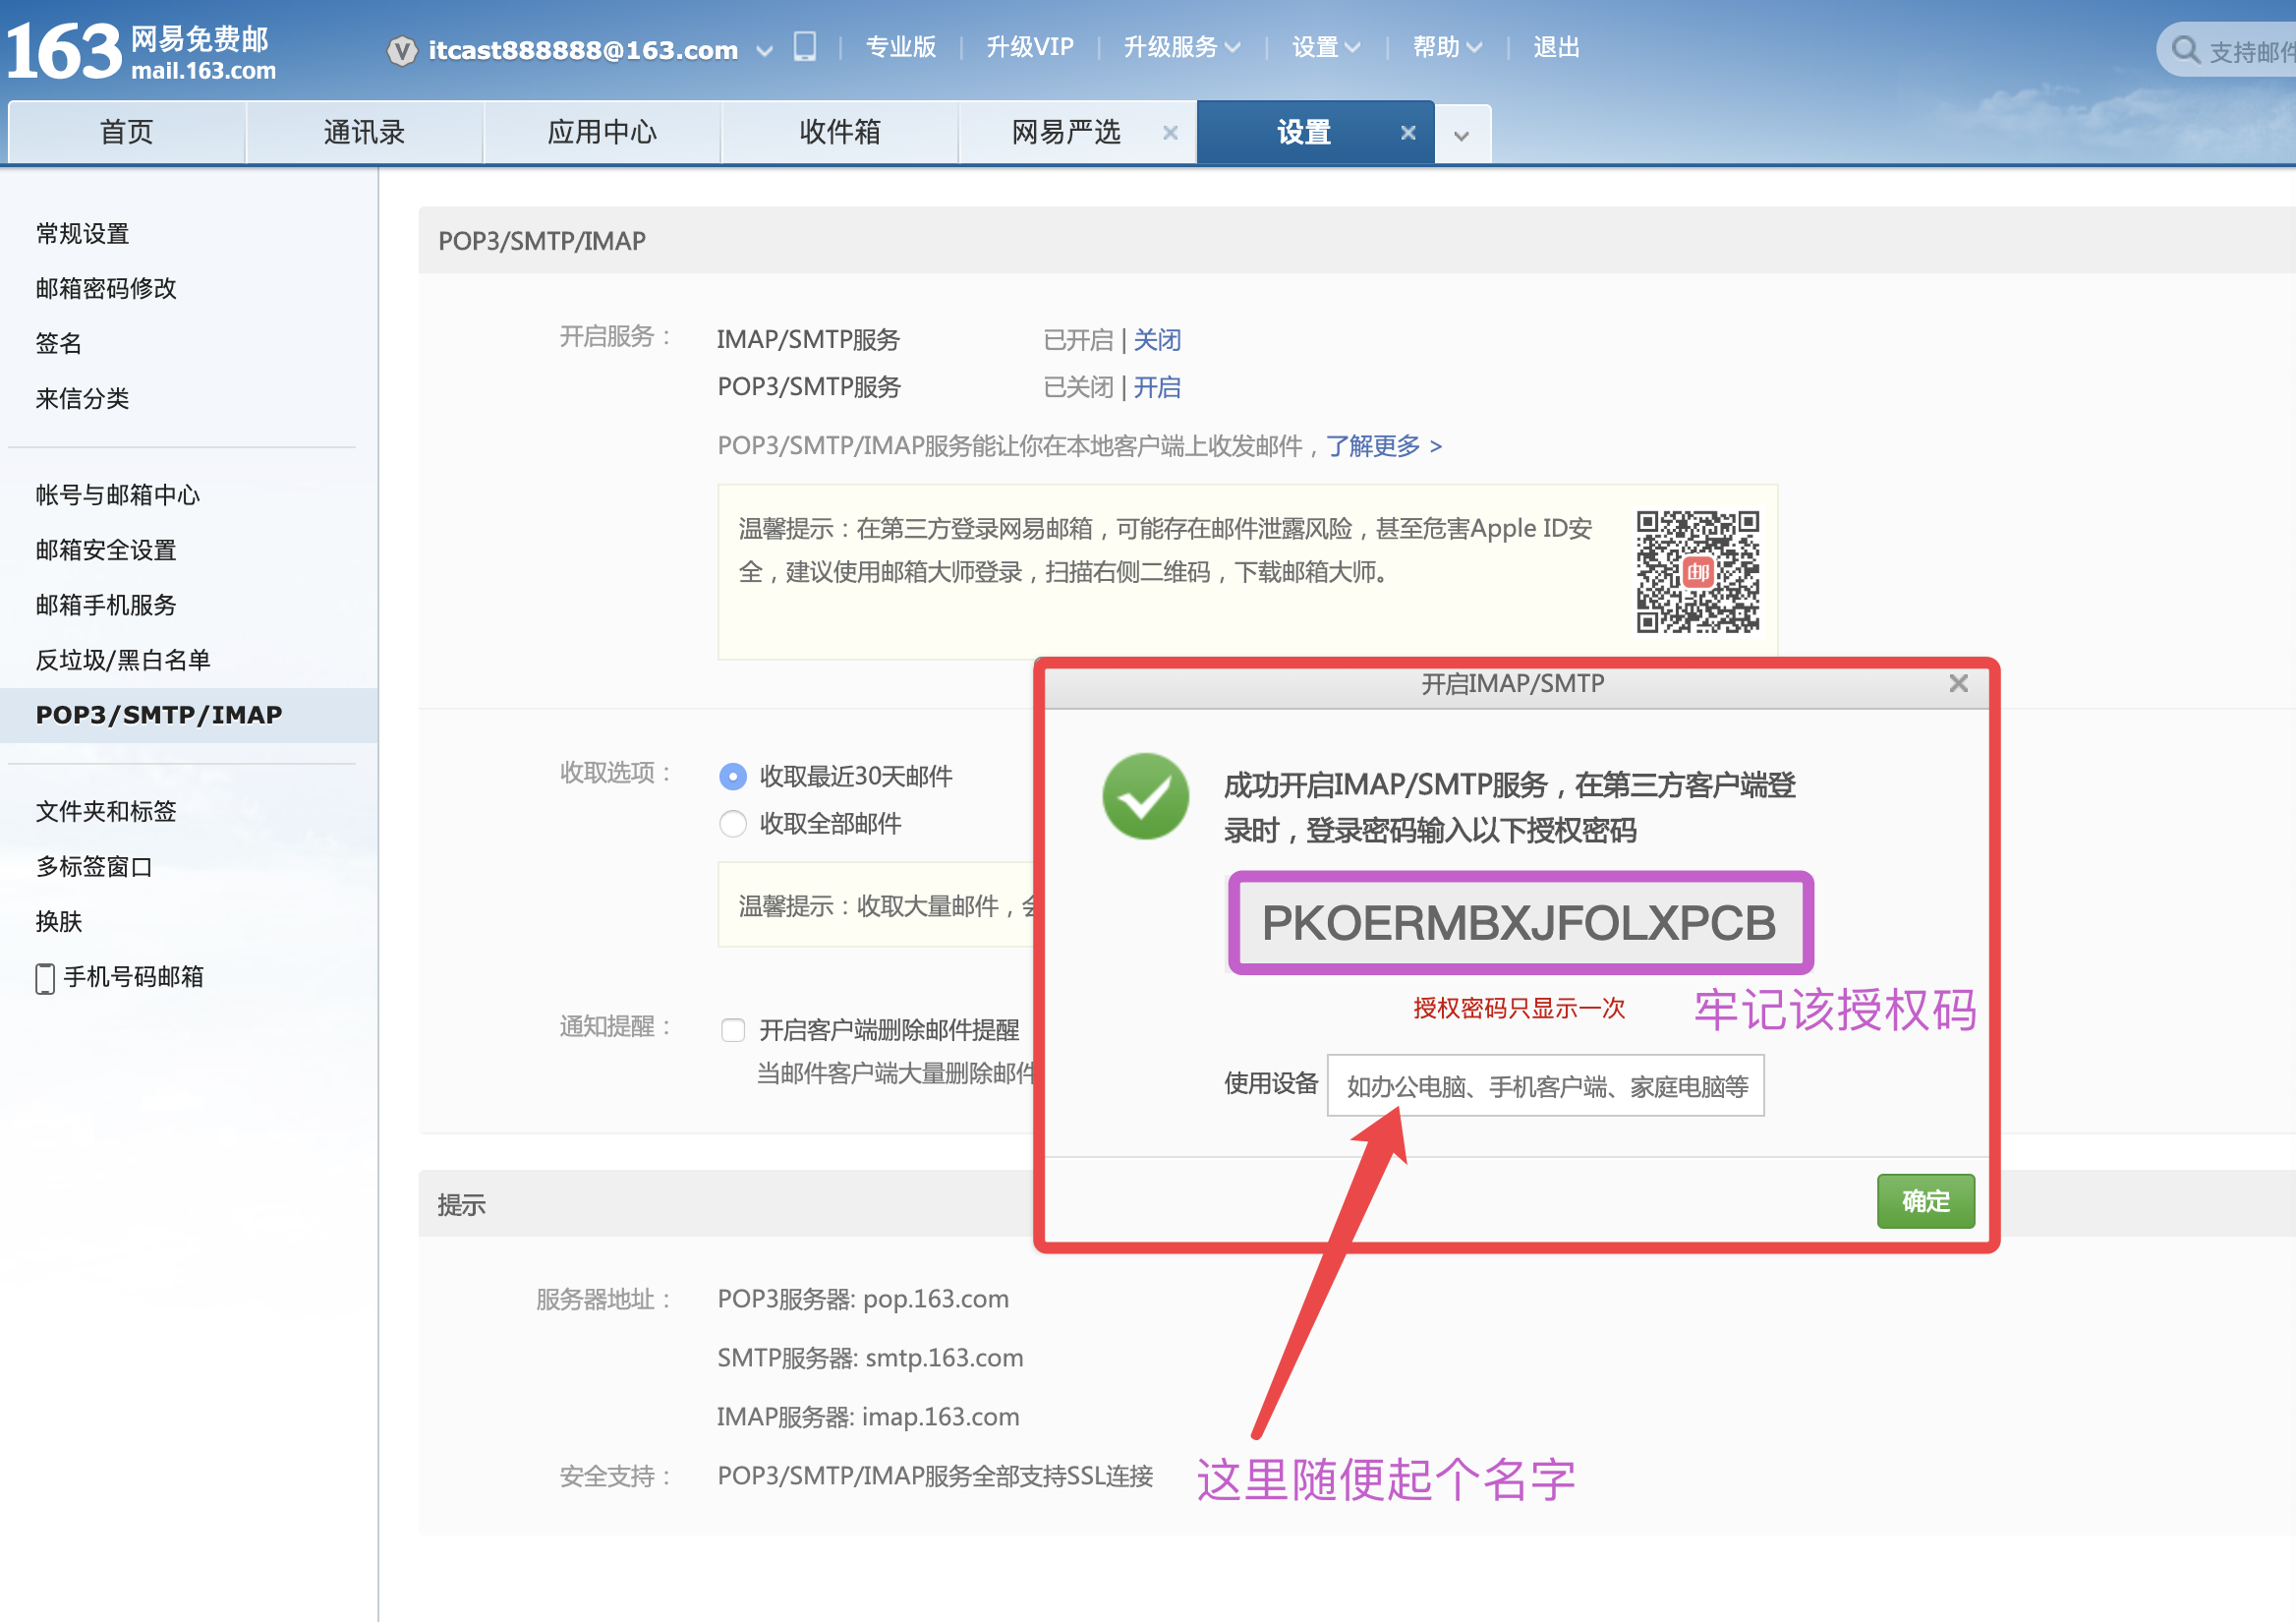 163 网易免费邮
mail.163.com
itcast888888@163.com
专业版 | 升级VIP | 升级服务 | 设置 | 帮助 | 退出
支持邮件
首页 通讯录 应用中心 收件箱 网易严选 设置
常规设置
邮箱密码修改
签名
来信分类
帐号与邮箱中心
邮箱安全设置
邮箱手机服务
反垃圾/黑白名单
POP3/SMTP/IMAP
文件夹和标签
多标签窗口
换肤
手机号码邮箱
POP3/SMTP/IMAP
开启服务： IMAP/SMTP服务 已开启 | 关闭
POP3/SMTP服务 已关闭 | 开启
POP3/SMTP/IMAP服务能让你在本地客户端上收发邮件，了解更多 >
温馨提示：在第三方登录网易邮箱，可能存在邮件泄露风险，甚至危害Apple ID安
全，建议使用邮箱大师登录，扫描右侧二维码，下载邮箱大师。
邮
收取选项： 收取最近30天邮件
收取全部邮件
温馨提示：收取大量邮件，会
通知提醒： 开启客户端删除邮件提醒
当邮件客户端大量删除邮件
开启IMAP/SMTP
成功开启IMAP/SMTP服务，在第三方客户端登
录时，登录密码输入以下授权密码
PKOERMBXJFOLXPCB
授权密码只显示一次
牢记该授权码
使用设备 如办公电脑、手机客户端、家庭电脑等
确定
提示
服务器地址： POP3服务器: pop.163.com
SMTP服务器: smtp.163.com
IMAP服务器: imap.163.com
安全支持： POP3/SMTP/IMAP服务全部支持SSL连接
这里随便起个名字